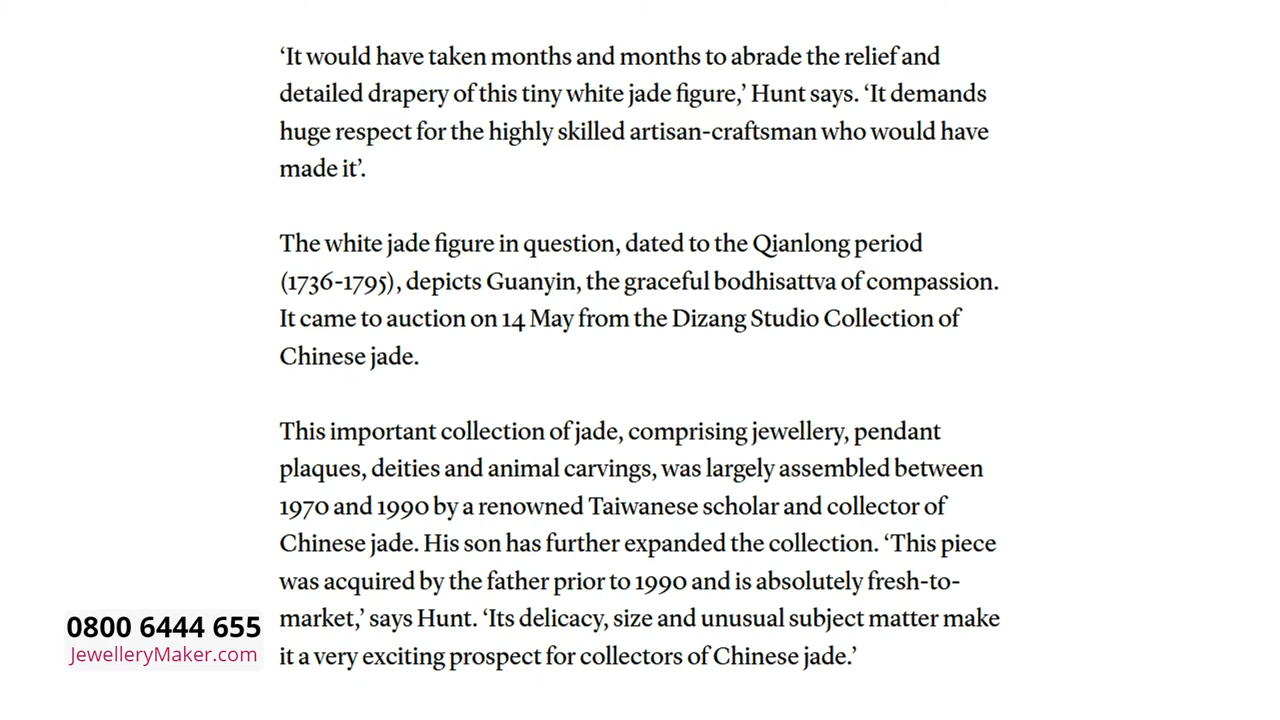 ‘It would have taken months and months to abrade the relief and
detailed drapery of this tiny white jade figure,’ Hunt says. ‘It demands
huge respect for the highly skilled artisan-craftsman who would have
made it’.
The white jade figure in question, dated to the Qianlong period
(1736-1795), depicts Guanyin, the graceful bodhisattva of compassion.
It came to auction on 14 May from the Dizang Studio Collection of
Chinese jade.
This important collection of jade, comprising jewellery, pendant
plaques, deities and animal carvings, was largely assembled between
1970 and 1990 by a renowned Taiwanese scholar and collector of
Chinese jade. His son has further expanded the collection. ‘This piece
was acquired by the father prior to 1990 and is absolutely fresh-to-
market,’ says Hunt. ‘Its delicacy, size and unusual subject matter make
it a very exciting prospect for collectors of Chinese jade.’
0800 6444 655
JewelleryMaker.com